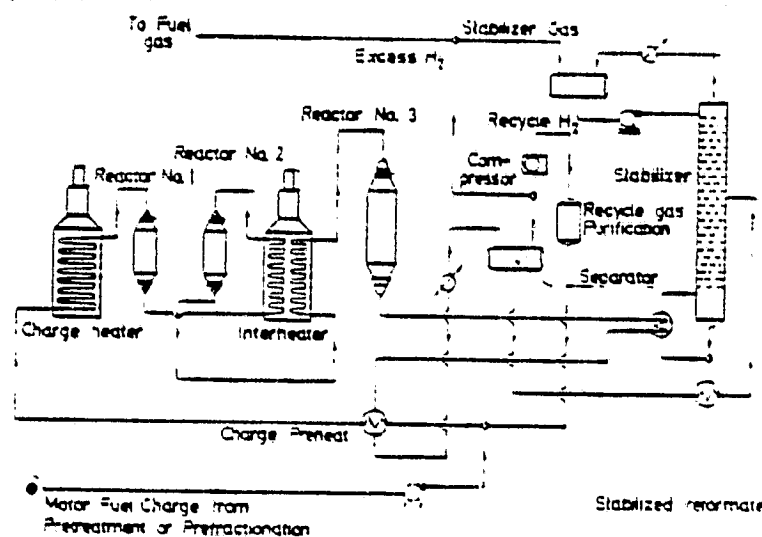 To Fuel
gas
Stabilizer Gas
Excess H₂
Reactor No. 3
Recycle H₂
Reactor No. 2
Reactor No. 1
Com-
pressor
Stabilizer
Recycle gas
Purification
Separator
Charge heater
Interheater
Charge Preheat
Motor Fuel Charge from
Pretreatment or Prefractionation
Stabilized reformate